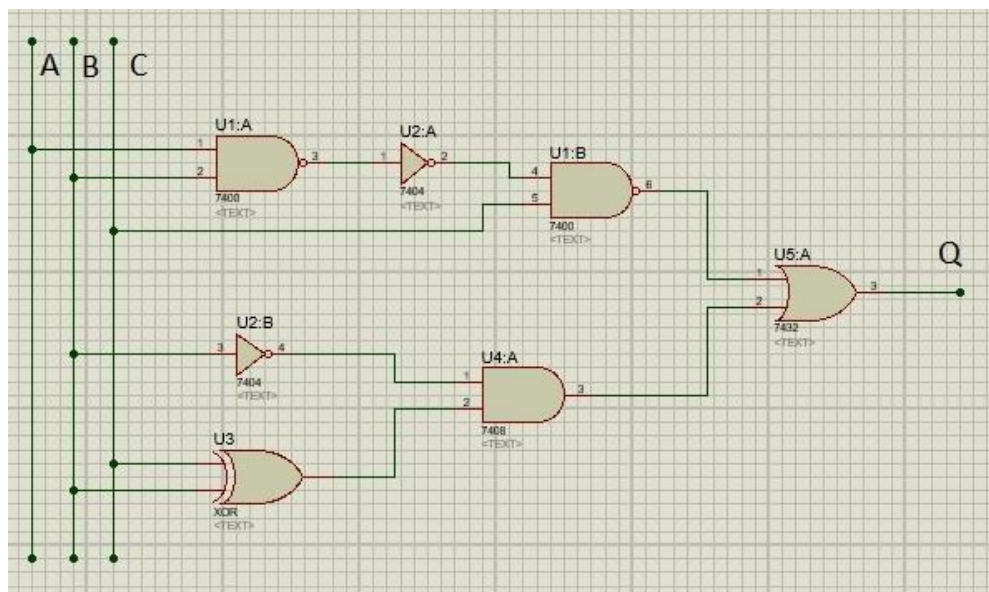 A B C
U1:A
1
2
3
7400
<TEXT>
U2:A
1
2
7404
<TEXT>
U1:B
4
5
6
7400
<TEXT>
U5:A
1
2
3
7432
<TEXT>
Q
U2:B
3
4
7404
<TEXT>
U4:A
1
2
3
7408
<TEXT>
U3
XOR
<TEXT>